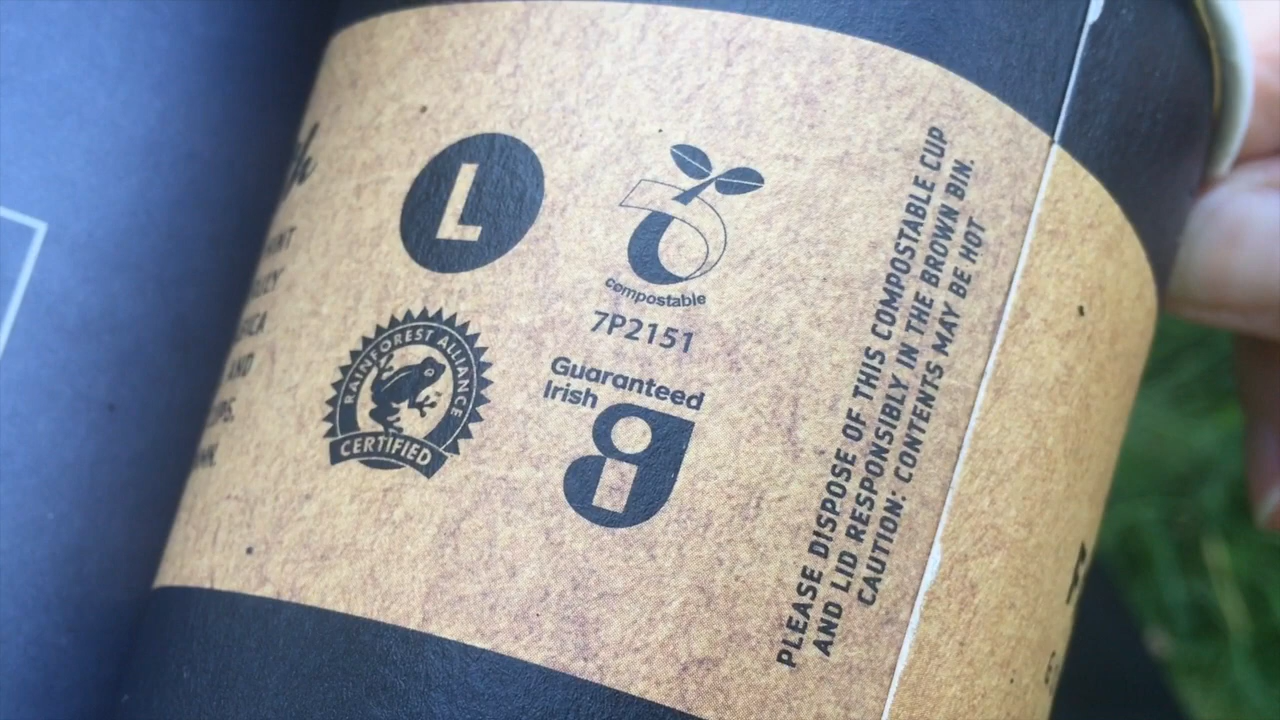 L
compostable
7P2151
RAINFOREST ALLIANCE
CERTIFIED
Guaranteed
Irish
PLEASE DISPOSE OF THIS COMPOSTABLE CUP
AND LID RESPONSIBLY IN THE BROWN BIN.
CAUTION: CONTENTS MAY BE HOT
AND